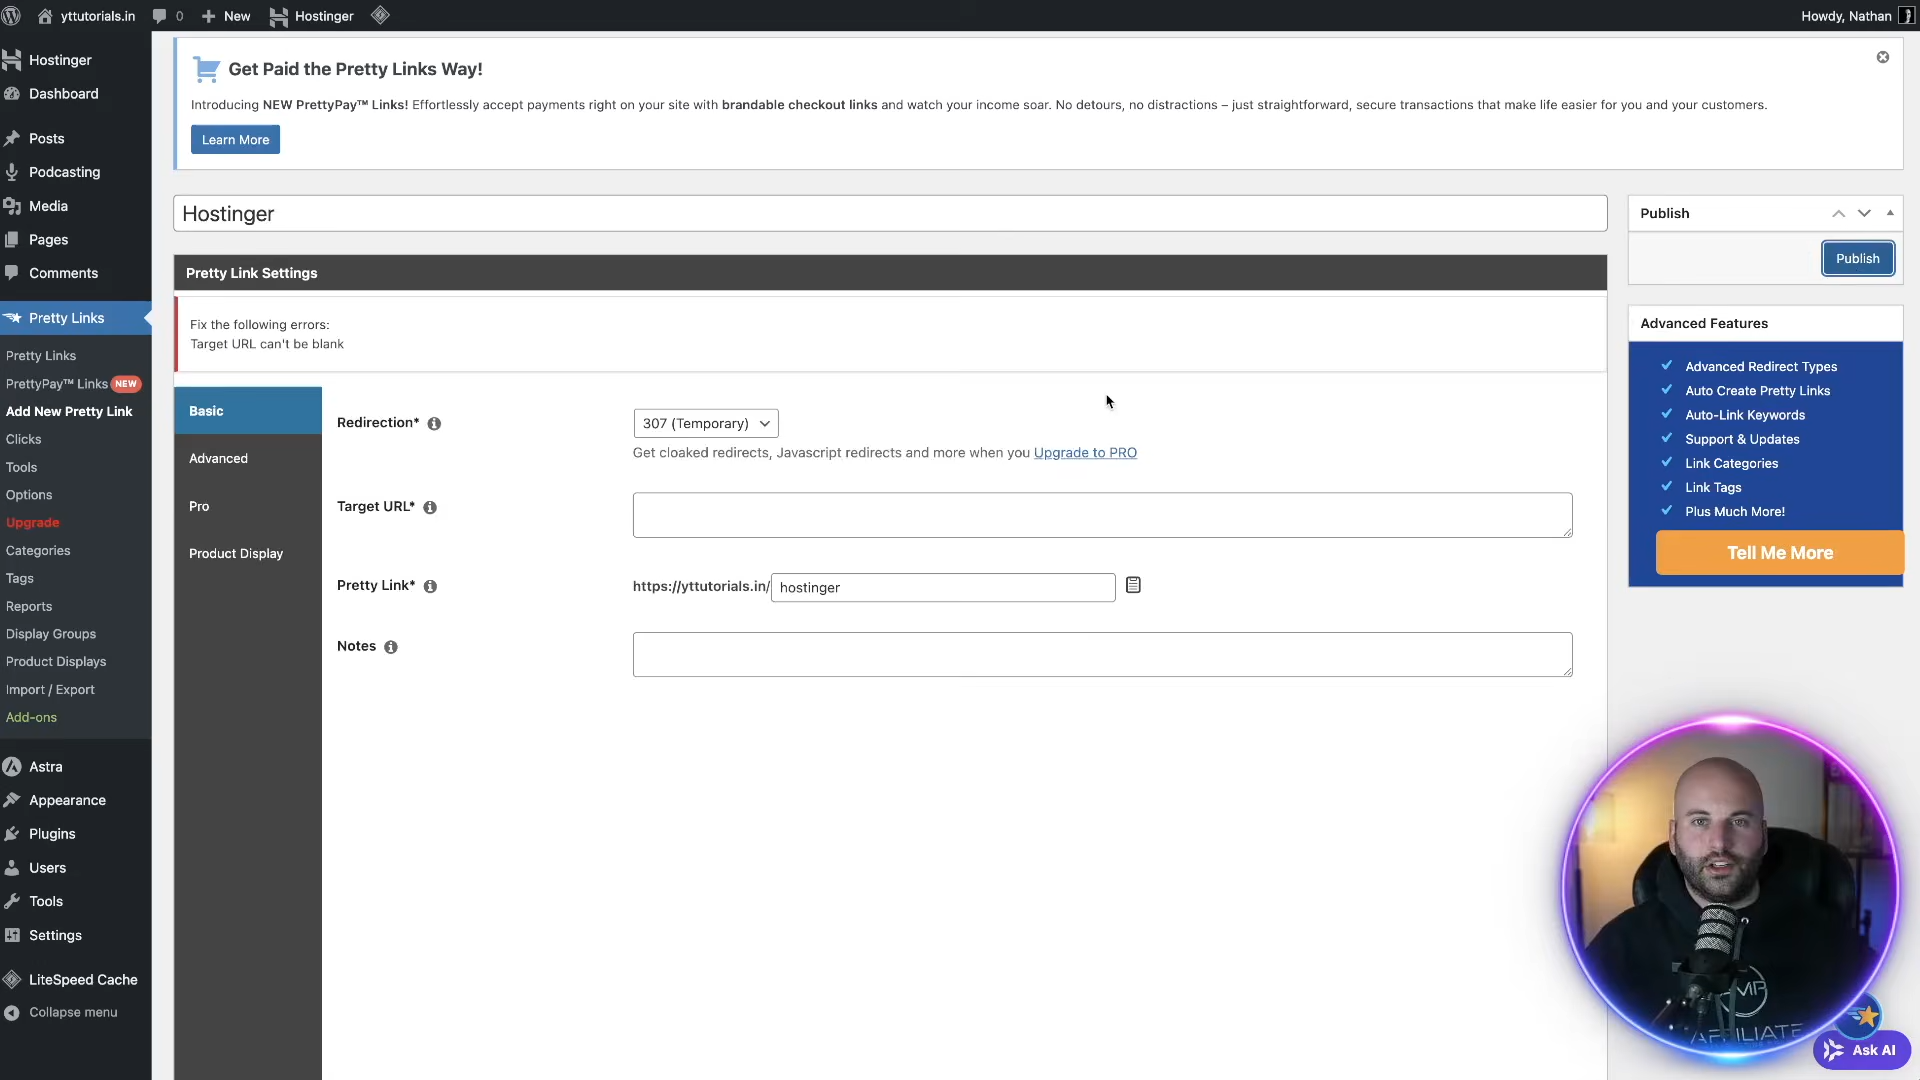 yttutorials.in
0
New
Hostinger
Howdy, Nathan
Hostinger
Dashboard
Posts
Podcasting
Media
Pages
Comments
Pretty Links
Pretty Links
PrettyPay™ Links NEW
Add New Pretty Link
Clicks
Tools
Options
Upgrade
Categories
Tags
Reports
Display Groups
Product Displays
Import / Export
Add-ons
Astra
Appearance
Plugins
Users
Tools
Settings
LiteSpeed Cache
Collapse menu
Get Paid the Pretty Links Way!
Introducing NEW PrettyPay™ Links! Effortlessly accept payments right on your site with brandable checkout links and watch your income soar. No detours, no distractions – just straightforward, secure transactions that make life easier for you and your customers.
Learn More
Hostinger
Pretty Link Settings
Fix the following errors:
Target URL can't be blank
Basic
Advanced
Pro
Product Display
Redirection*
307 (Temporary)
Get cloaked redirects, Javascript redirects and more when you Upgrade to PRO
Target URL*
Pretty Link*
https://yttutorials.in/
hostinger
Notes
Publish
Publish
Advanced Features
Advanced Redirect Types
Auto Create Pretty Links
Auto-Link Keywords
Support & Updates
Link Categories
Link Tags
Plus Much More!
Tell Me More
AFFILIATE
Ask AI